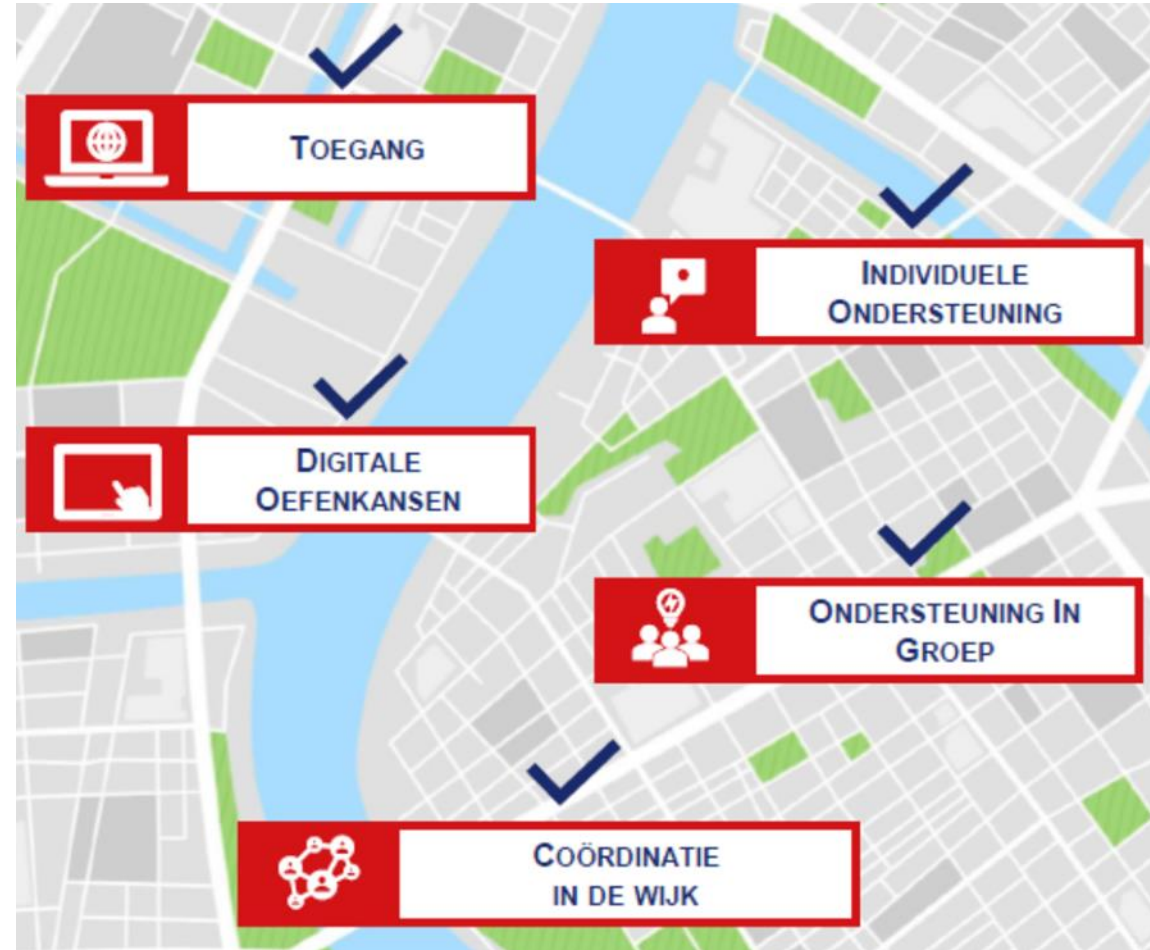 TOEGANG
INDIVIDUELE
ONDERSTEUNING
DIGITALE
OEFENKANSEN
ONDERSTEUNING IN
GROEP
COÖRDINATIE
IN DE WIJK